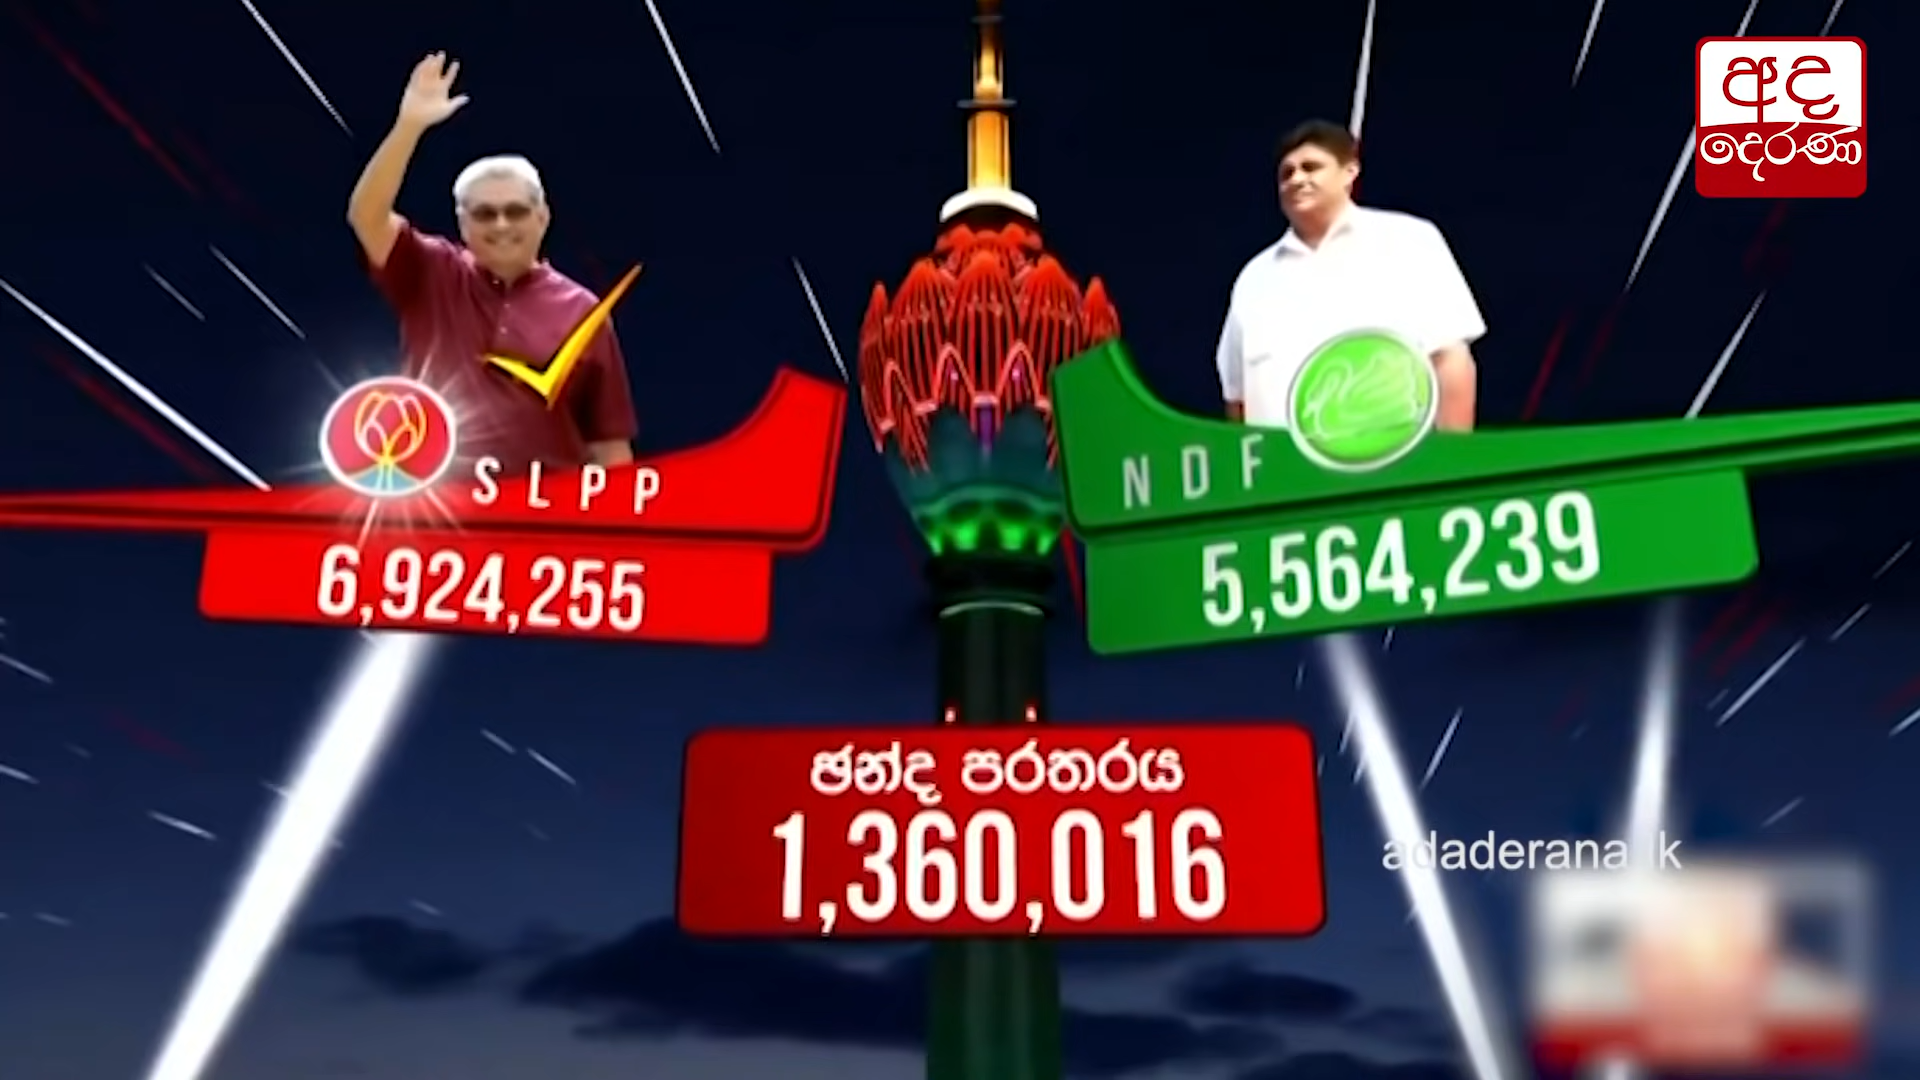 අද
දෙරණ
SLPP
6,924,255
NDF
5,564,239
ඡන්ද පරතරය
1,360,016
adaderana.lk